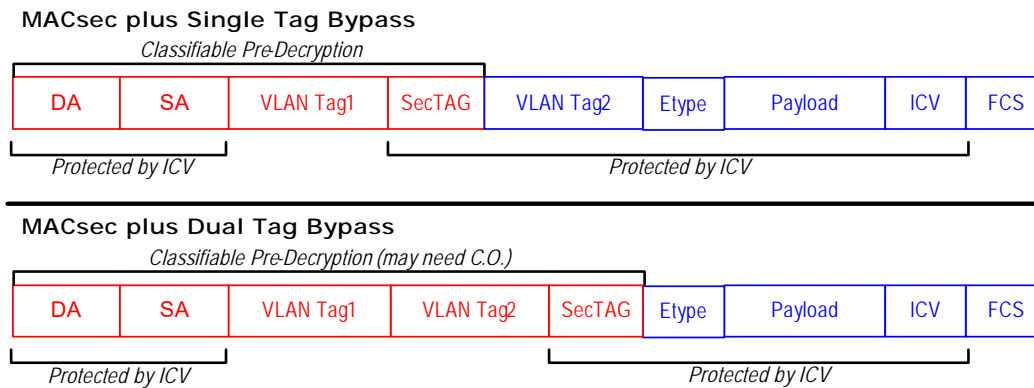 MACsec plus Single Tag Bypass
Classifiable Pre-Decryption
DA SA VLAN Tag1 SecTAG VLAN Tag2 Etype Payload ICV FCS
Protected by ICV Protected by ICV
MACsec plus Dual Tag Bypass
Classifiable Pre-Decryption (may need C.O.)
DA SA VLAN Tag1 VLAN Tag2 SecTAG Etype Payload ICV FCS
Protected by ICV Protected by ICV